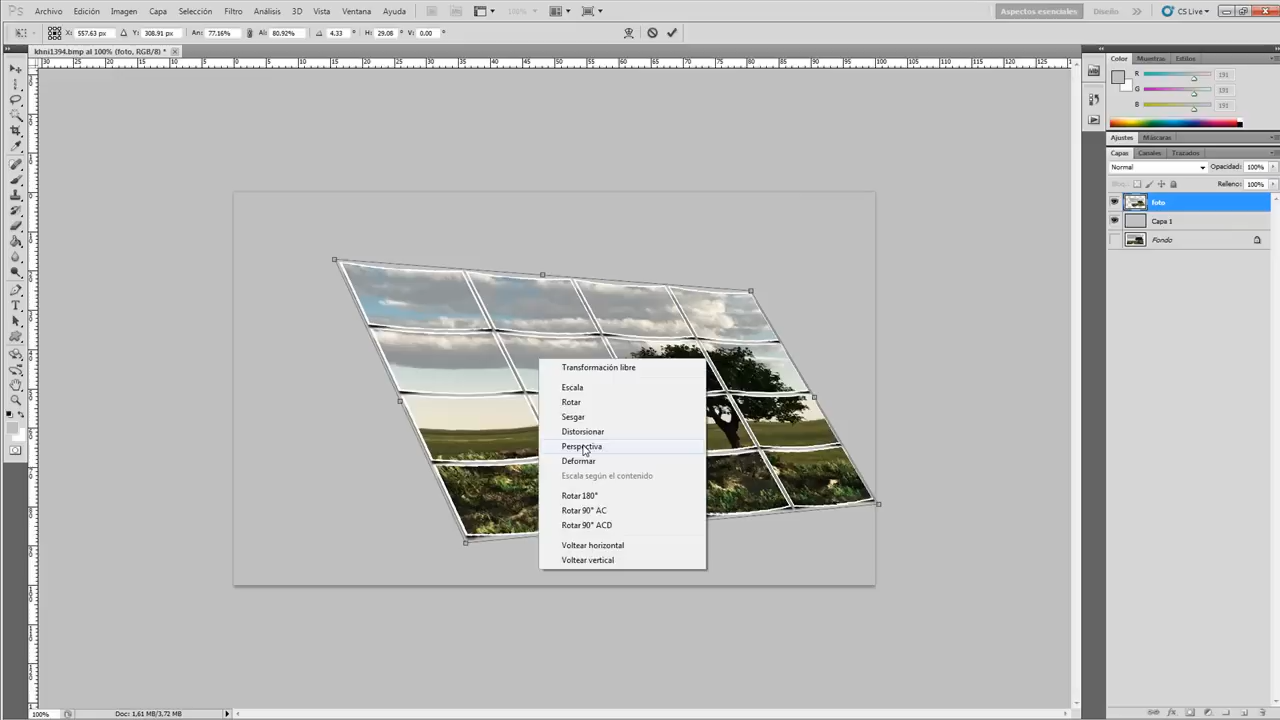 Ps Archivo Edición Imagen Capa Selección Filtro Análisis 3D Vista Ventana Ayuda 100% Aspectos esenciales Diseño CS Live
X: 557.63 px Y: 308.91 px An: 77.16% Al: 80.92% 4.33 ° H: 29.08 ° V: 0.00 °
khni1394.bmp al 100% (foto, RGB/8) *
Color Muestras Estilos
R 191
G 191
B 191
Ajustes Máscaras
Capas Canales Trazados
Normal Opacidad: 100%
Bloq.: Relleno: 100%
foto
Capa 1
Fondo
Transformación libre
Escala
Rotar
Sesgar
Distorsionar
Perspectiva
Deformar
Escala según el contenido
Rotar 180°
Rotar 90° AC
Rotar 90° ACD
Voltear horizontal
Voltear vertical
100% Doc: 1,61 MB/3,72 MB